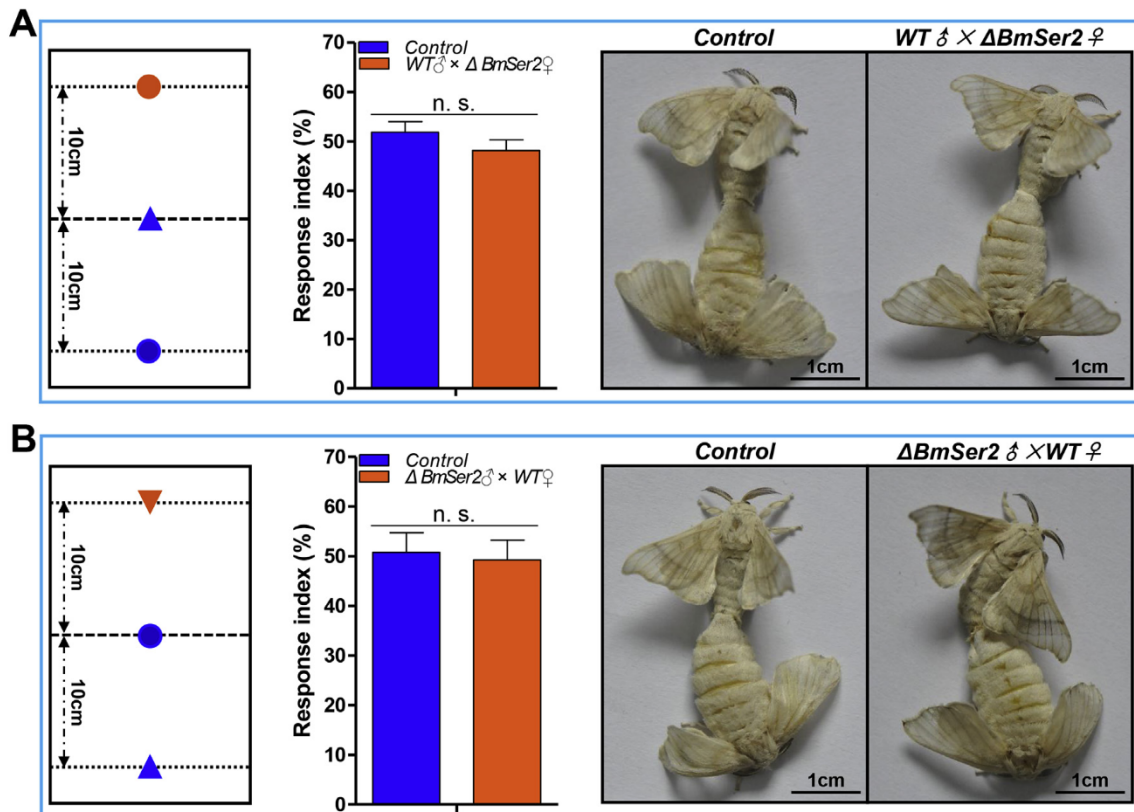 A
10cm
10cm
Response index (%)
70
60
50
40
30
20
10
0
Control
WT♂ × Δ BmSer2♀
n. s.
Control
WT ♂ × ΔBmSer2 ♀
1cm
1cm
B
10cm
10cm
Response index (%)
70
60
50
40
30
20
10
0
Control
Δ BmSer2♂ × WT♀
n. s.
Control
ΔBmSer2 ♂ ×WT ♀
1cm
1cm